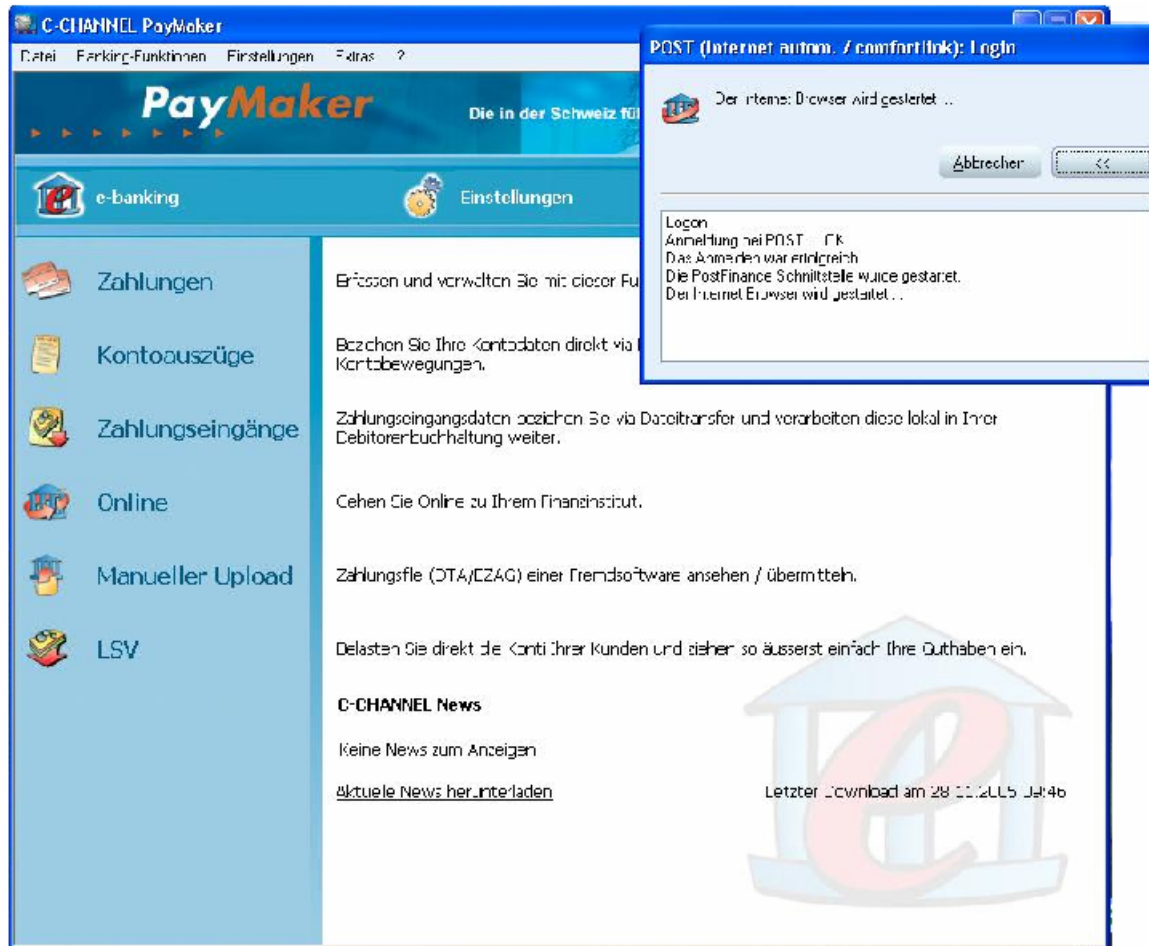 C-CHANNEL PayMaker
Datei Banking-Funktionen Einstellungen Extras ?
PayMaker
Die in der Schweiz
e-banking
Einstellungen
Zahlungen
Erfassen und verwalten Sie mit dieser
Kontoauszüge
Beziehen Sie Ihre Kontodaten direkt via
Kontobewegungen.
Zahlungseingänge
Zahlungseingangsdaten beziehen Sie via Dateitransfer und verarbeiten diese lokal in Ihrer
Debitorenbuchhaltung weiter.
Online
Gehen Sie Online zu Ihrem Finanzinstitut.
Manueller Upload
Zahlungsfile (DTA/EZAG) einer Fremdsoftware ansehen / übermitteln.
LSV
Belasten Sie direkt die Konti Ihrer Kunden und ziehen so äusserst einfach Ihre Guthaben ein.
C-CHANNEL News
Keine News zum Anzeigen
Aktuelle News herunterladen
Letzter Download am 28.11.2005 09:46
POST (Internet autom. / comfortlink): Login
Der Internet Browser wird gestartet ...
Abbrechen
<<
Logon
Anmeldung bei POST
Das Anmelden war erfolgreich
Die PostFinance Schnittstelle wurde gestartet.
Der Internet Browser wird gestartet ...